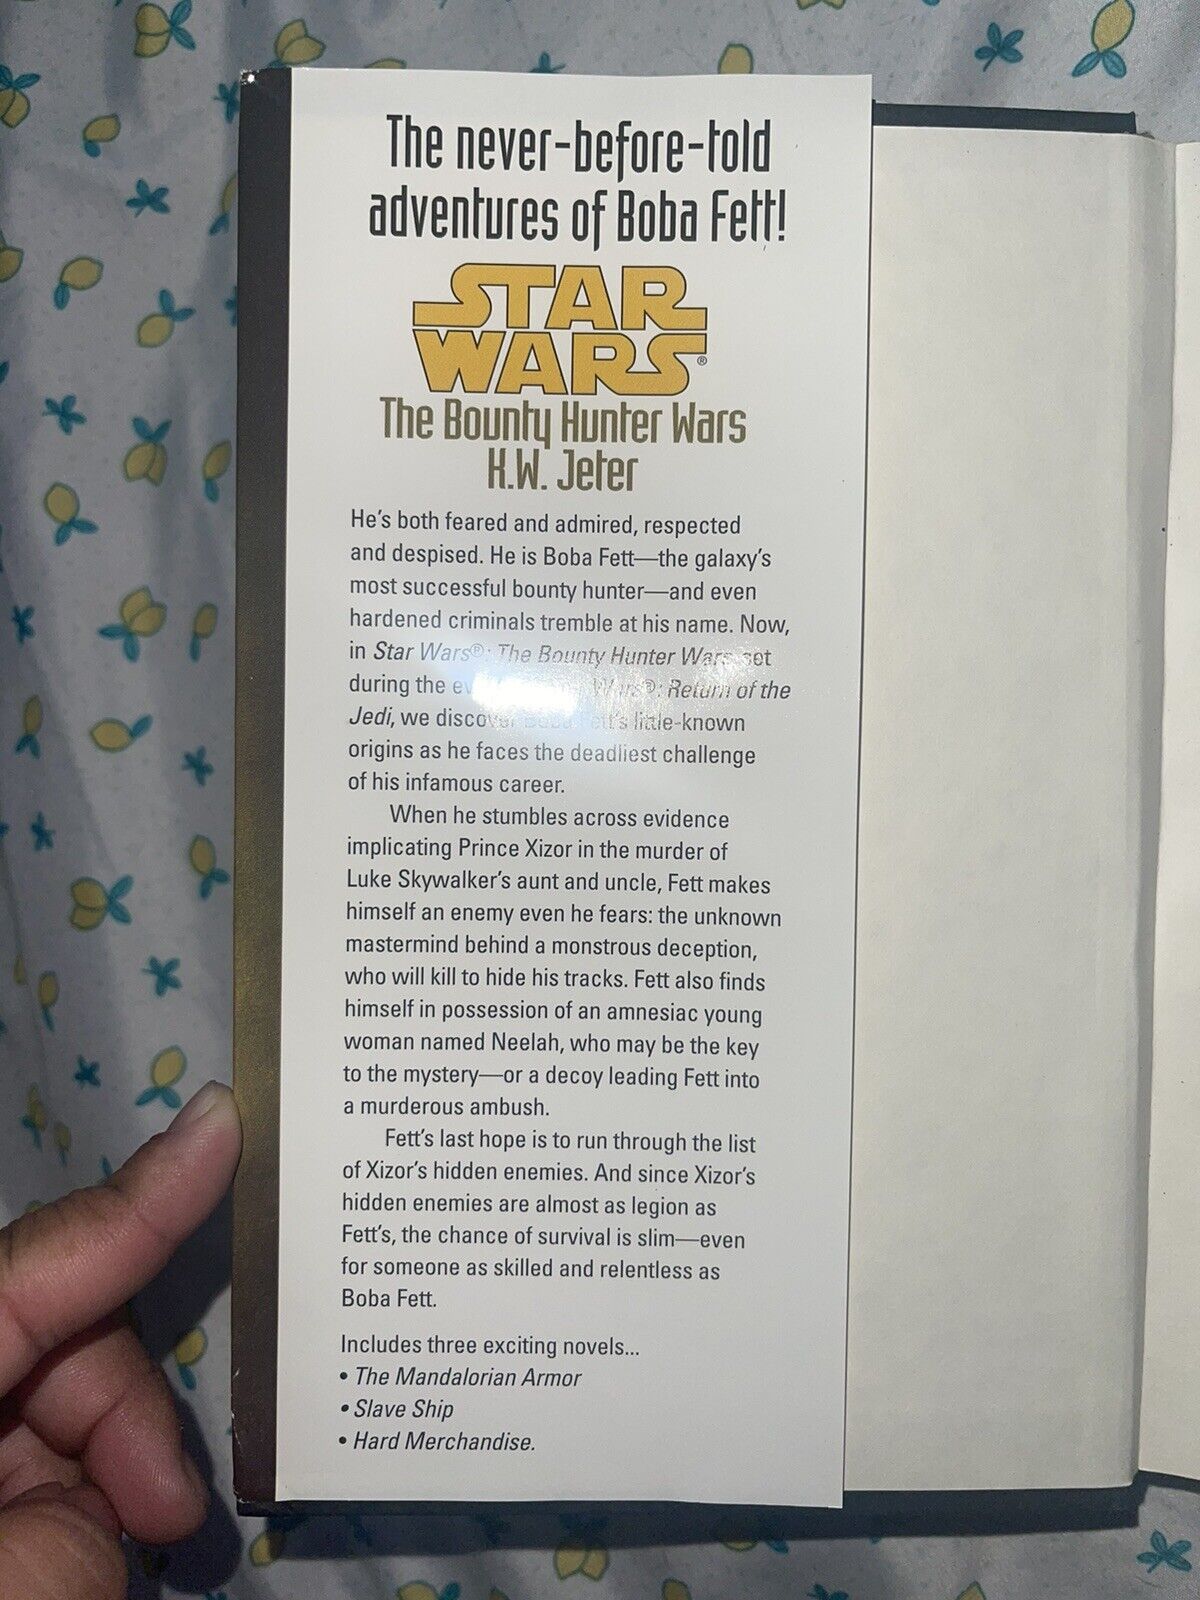 The never-before-told
adventures of Boba Fett!
STAR
WARS®
The Bounty Hunter Wars
K.W. Jeter
He's both feared and admired, respected
and despised. He is Boba Fett—the galaxy's
most successful bounty hunter—and even
hardened criminals tremble at his name. Now,
in Star Wars®: The Bounty Hunter Wars, set
during the Wars®: Return of the
Jedi, we discover Boba Fett's little-known
origins as he faces the deadliest challenge
of his infamous career.
When he stumbles across evidence
implicating Prince Xizor in the murder of
Luke Skywalker's aunt and uncle, Fett makes
himself an enemy even he fears: the unknown
mastermind behind a monstrous deception,
who will kill to hide his tracks. Fett also finds
himself in possession of an amnesiac young
woman named Neelah, who may be the key
to the mystery—or a decoy leading Fett into
a murderous ambush.
Fett's last hope is to run through the list
of Xizor's hidden enemies. And since Xizor's
hidden enemies are almost as legion as
Fett's, the chance of survival is slim—even
for someone as skilled and relentless as
Boba Fett.
Includes three exciting novels...
• The Mandalorian Armor
• Slave Ship
• Hard Merchandise.